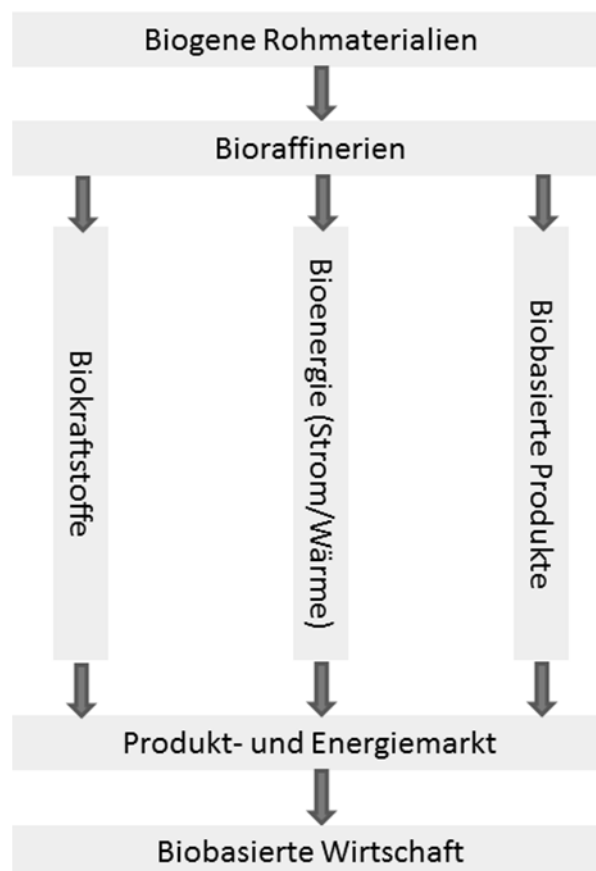 Biogene Rohmaterialien
Bioraffinerien
Biokraftstoffe
Bioenergie (Strom/Wärme)
Biobasierte Produkte
Produkt- und Energiemarkt
Biobasierte Wirtschaft